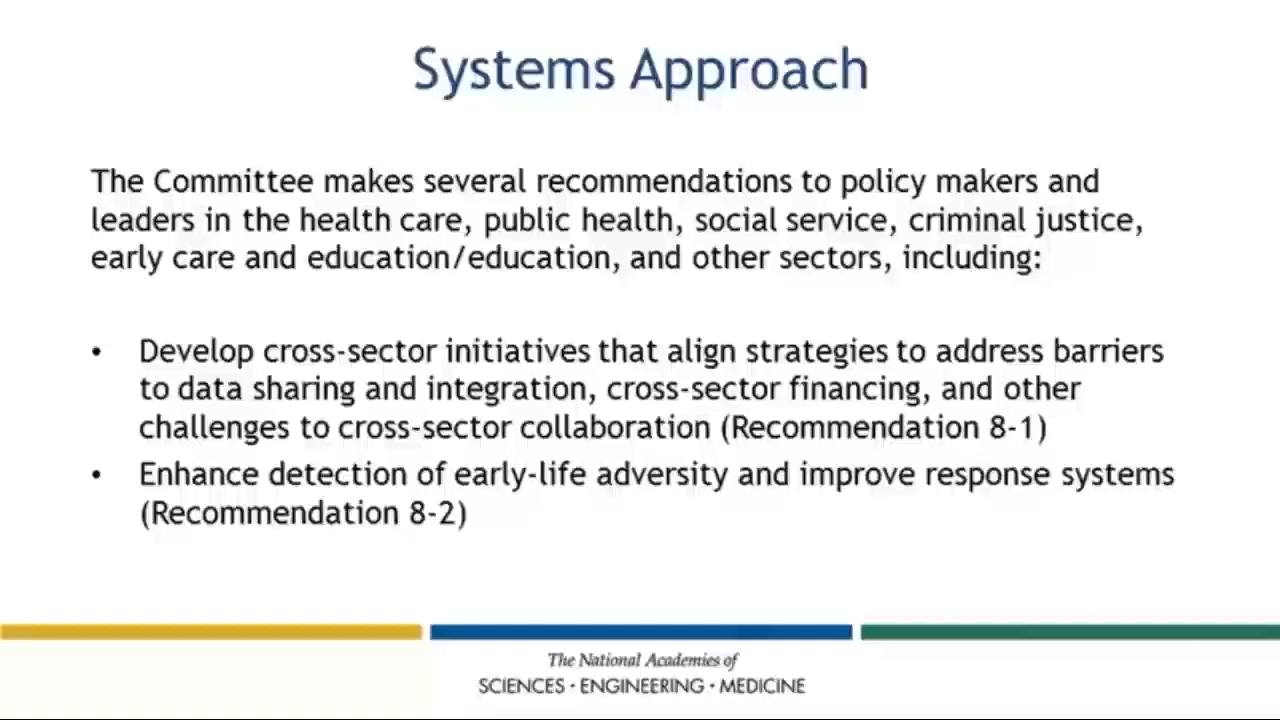 Systems Approach
The Committee makes several recommendations to policy makers and
leaders in the health care, public health, social service, criminal justice,
early care and education/education, and other sectors, including:
• Develop cross-sector initiatives that align strategies to address barriers
to data sharing and integration, cross-sector financing, and other
challenges to cross-sector collaboration (Recommendation 8-1)
• Enhance detection of early-life adversity and improve response systems
(Recommendation 8-2)
The National Academies of
SCIENCES · ENGINEERING · MEDICINE